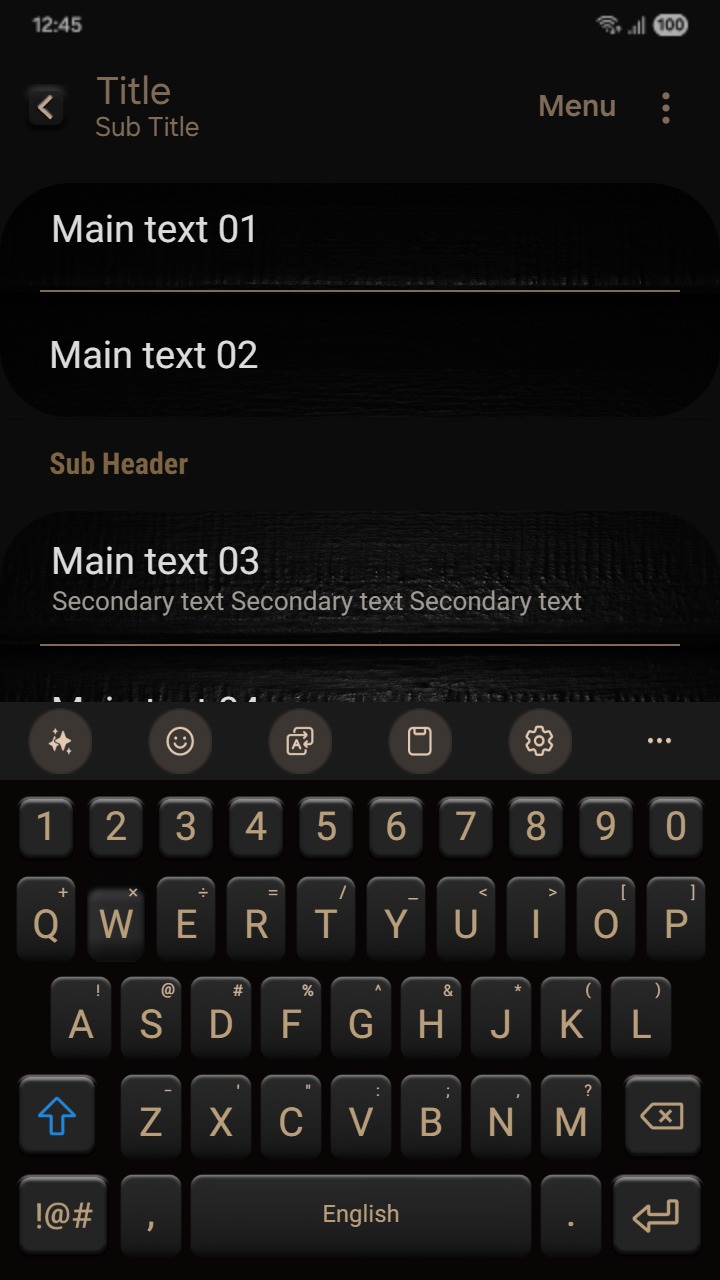 12:45
100
Title
Sub Title
Menu
Main text 01
Main text 02
Sub Header
Main text 03
Secondary text Secondary text Secondary text
1 2 3 4 5 6 7 8 9 0
+ × ÷ = / _ < > [ ]
Q W E R T Y U I O P
! @ # % ^ & * ( )
A S D F G H J K L
- ' " : ; , ?
Z X C V B N M
!@# , English .